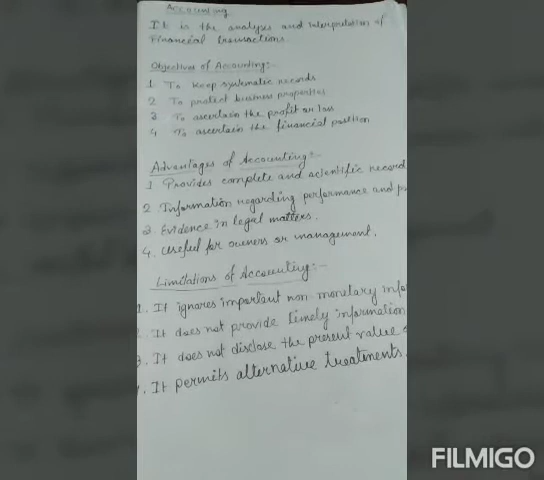 Accounting
It is the analysis and interpretation of
Financial transactions
Objectives of Accounting:-
1 To keep systematic records
2 To protect business properties
3 To ascertain the profit or loss
4 To ascertain the financial position
Advantages of Accounting:-
1 Provides complete and scientific record
2 Information regarding performance and
3 Evidence in legal matters.
4. Useful for owners or management.
Limitations of Accounting:-
1. It ignores important non monetary info
2. It does not provide timely information
3. It does not disclose the present value
4. It permits alternative treatments.
FILMIGO